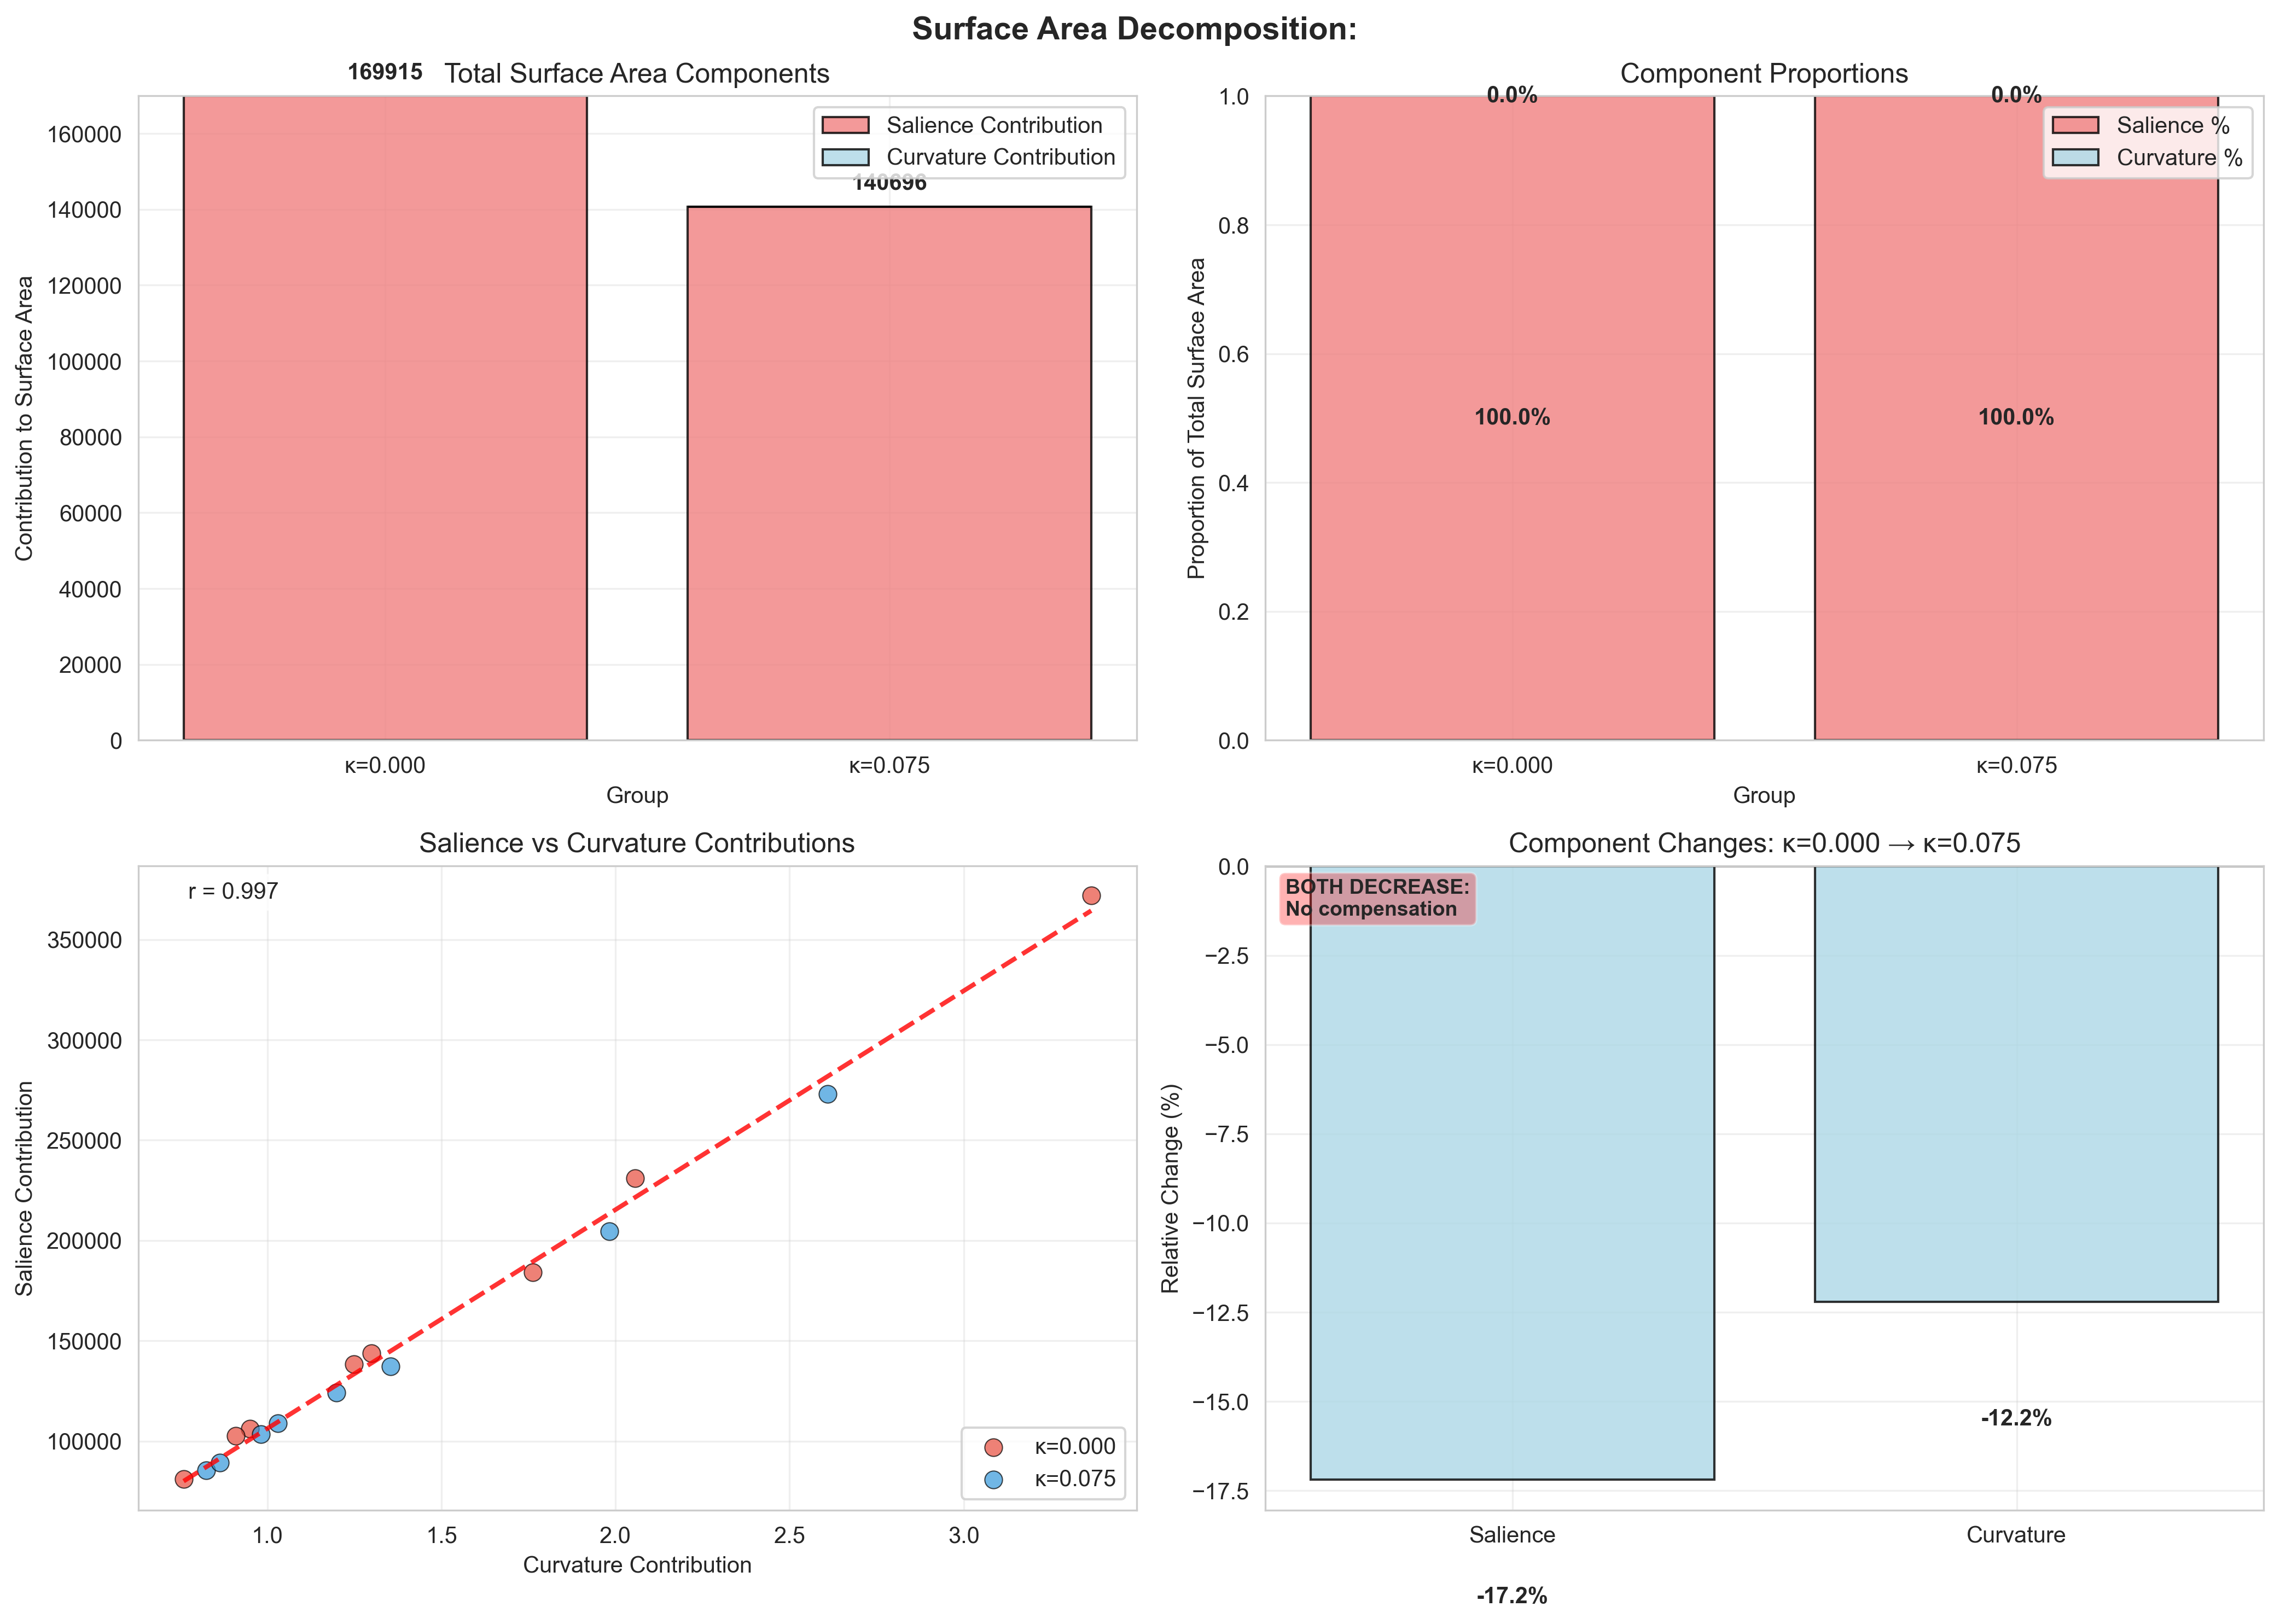 Surface Area Decomposition:
169915 Total Surface Area Components
160000
140000
120000
100000
80000
60000
40000
20000
0
Contribution to Surface Area
Salience Contribution
Curvature Contribution
140696
κ=0.000
κ=0.075
Group
Component Proportions
1.0
0.8
0.6
0.4
0.2
0.0
Proportion of Total Surface Area
0.0%
0.0%
Salience %
Curvature %
100.0%
100.0%
κ=0.000
κ=0.075
Group
Salience vs Curvature Contributions
r = 0.997
350000
300000
250000
200000
150000
100000
Salience Contribution
κ=0.000
κ=0.075
1.0
1.5
2.0
2.5
3.0
Curvature Contribution
Component Changes: κ=0.000 → κ=0.075
0.0
−2.5
−5.0
−7.5
−10.0
−12.5
−15.0
−17.5
Relative Change (%)
BOTH DECREASE:
No compensation
-12.2%
Salience
Curvature
-17.2%